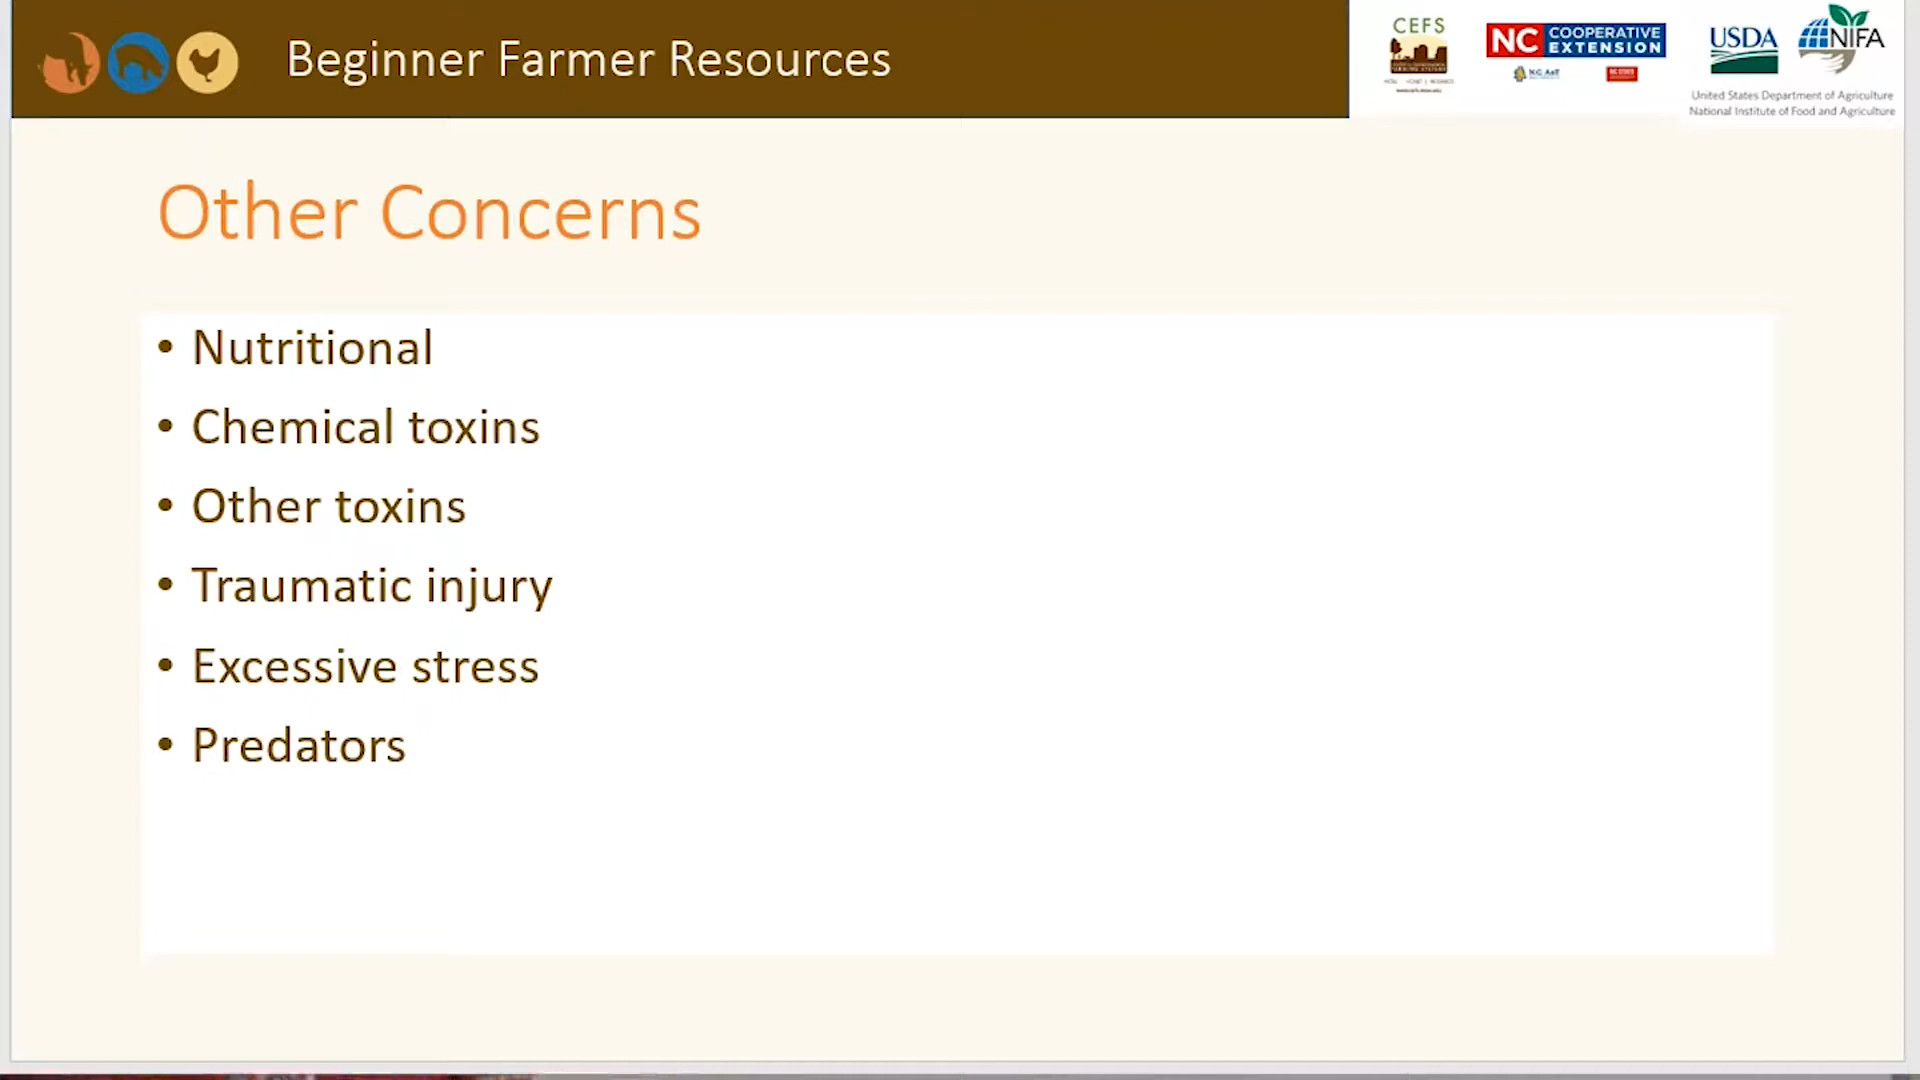 Beginner Farmer Resources
CEFS
NC COOPERATIVE EXTENSION
N.C. A&T
NC STATE
USDA
NIFA
United States Department of Agriculture
National Institute of Food and Agriculture
Other Concerns
• Nutritional
• Chemical toxins
• Other toxins
• Traumatic injury
• Excessive stress
• Predators